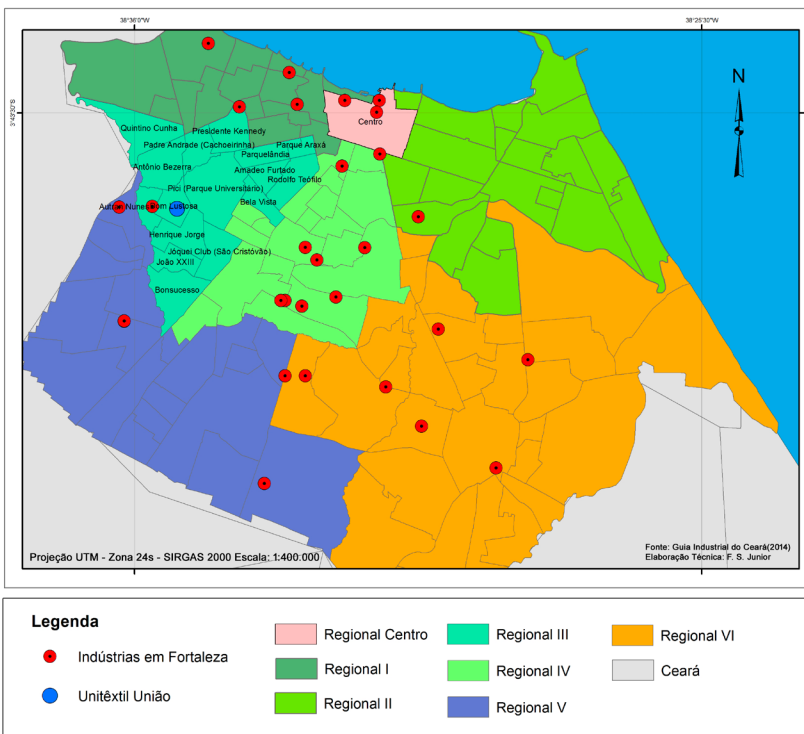 38°36'0"W
38°25'30"W
3°43'30"S
N
Centro
Quintino Cunha
Presidente Kennedy
Padre Andrade (Cachoeirinha)
Parque Araxá
Parquelândia
Antônio Bezerra
Amadeu Furtado
Rodolfo Teófilo
Pici (Parque Universitário)
Bela Vista
Autran Nunes
Dom Lustosa
Henrique Jorge
Jóquei Club (São Cristóvão)
João XXIII
Bonsucesso
Projeção UTM - Zona 24s - SIRGAS 2000 Escala: 1:400.000
Fonte: Guia Industrial do Ceará(2014)
Elaboração Técnica: F. S. Junior
Legenda
Indústrias em Fortaleza
Unitêxtil União
Regional Centro
Regional I
Regional II
Regional III
Regional IV
Regional V
Regional VI
Ceará